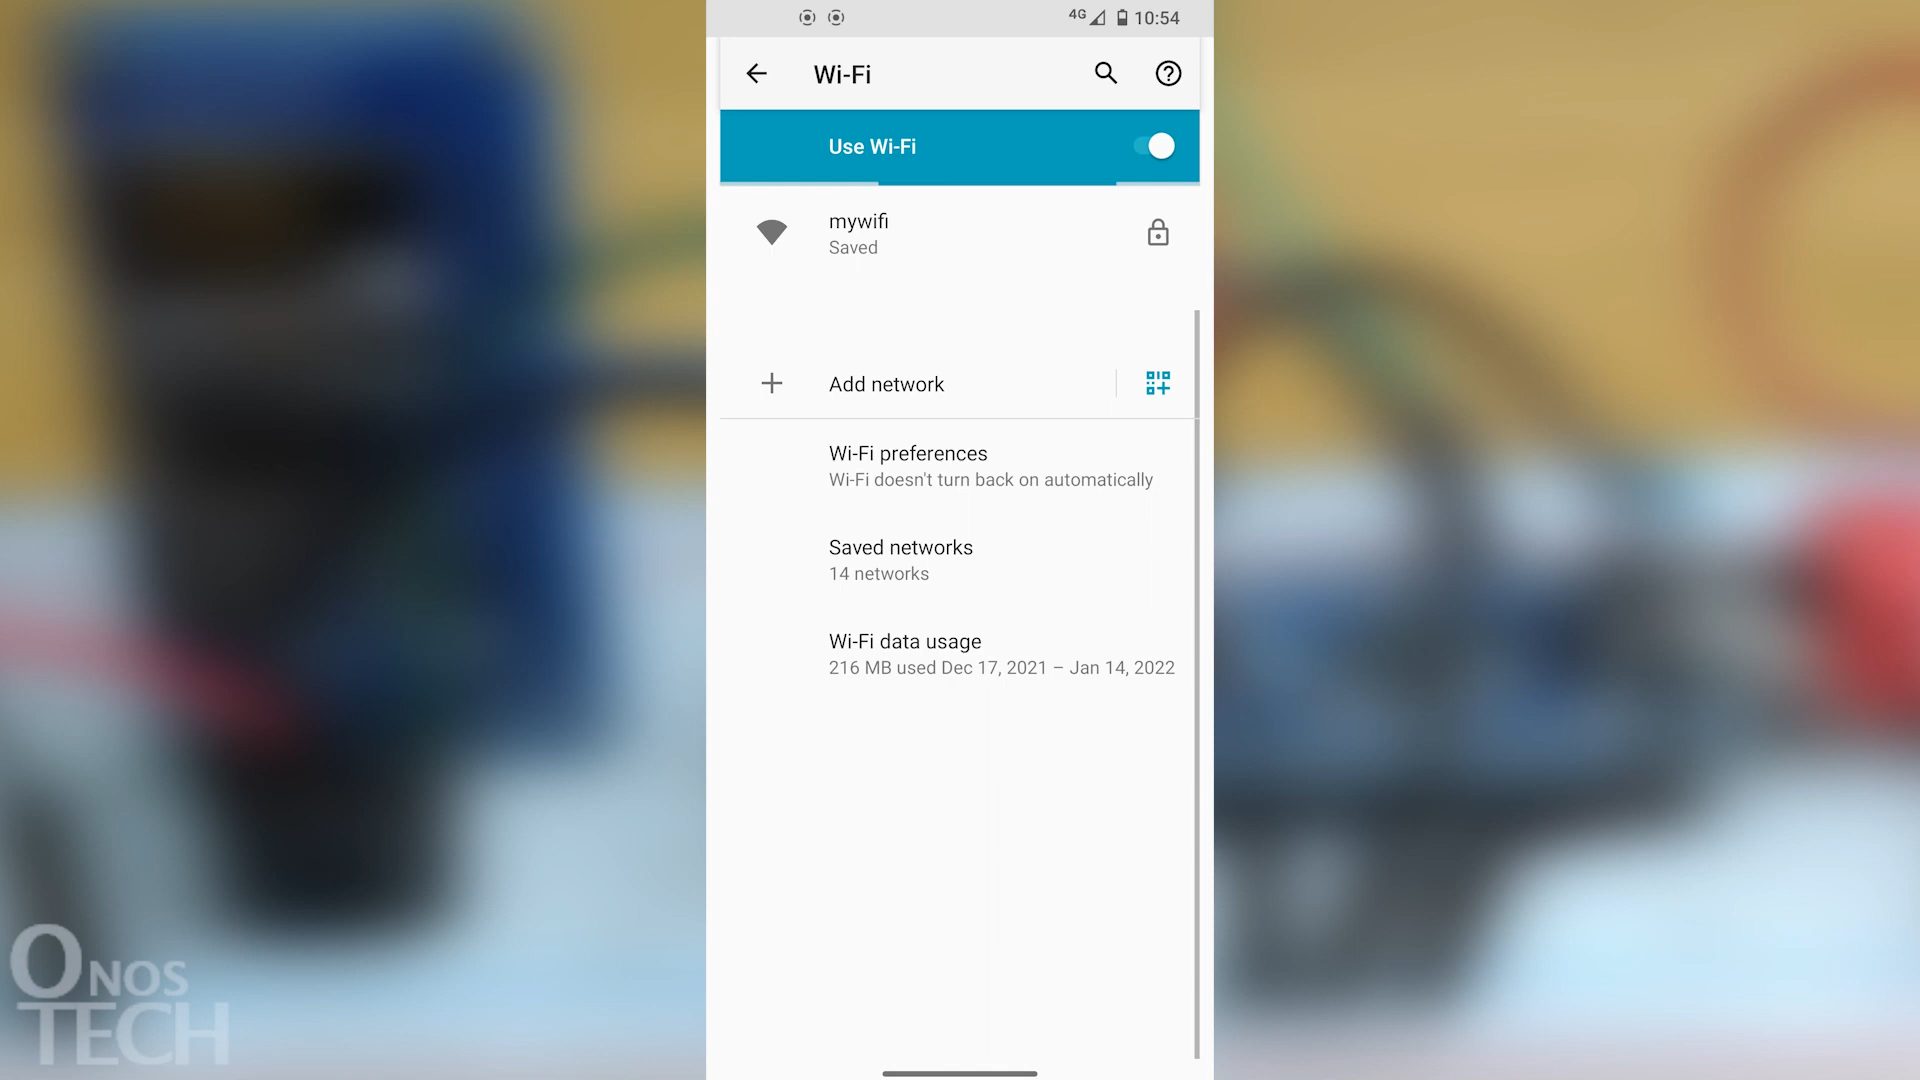 4G 10:54
Wi-Fi
Use Wi-Fi
mywifi
Saved
Add network
Wi-Fi preferences
Wi-Fi doesn't turn back on automatically
Saved networks
14 networks
Wi-Fi data usage
216 MB used Dec 17, 2021 – Jan 14, 2022
ONOS
TECH